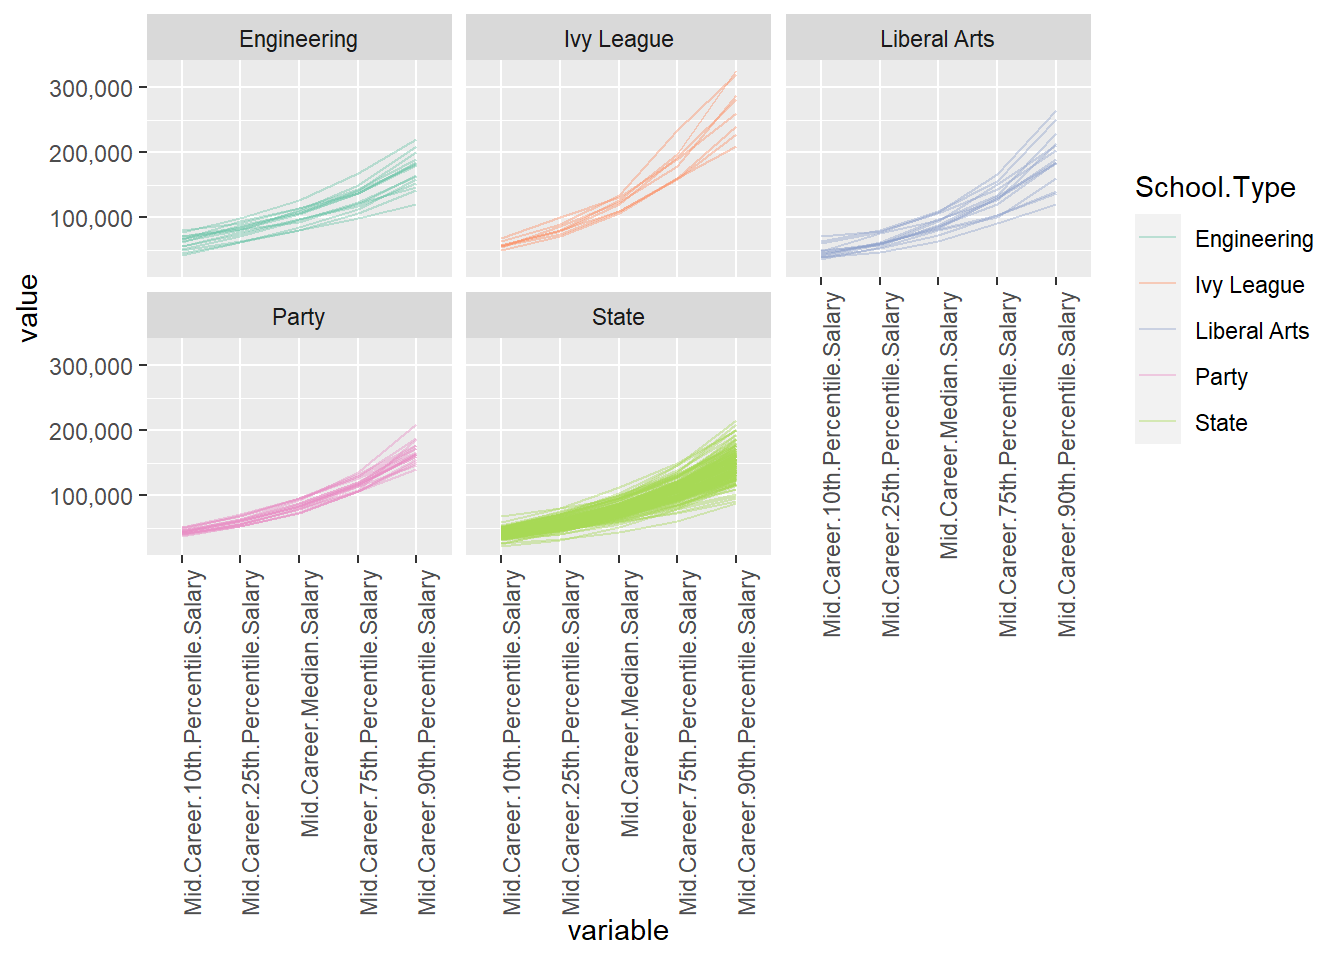 Engineering
Ivy League
Liberal Arts
300,000
200,000
100,000
value
Party
State
300,000
200,000
100,000
Mid.Career.10th.Percentile.Salary
Mid.Career.25th.Percentile.Salary
Mid.Career.Median.Salary
Mid.Career.75th.Percentile.Salary
Mid.Career.90th.Percentile.Salary
Mid.Career.10th.Percentile.Salary
Mid.Career.25th.Percentile.Salary
Mid.Career.Median.Salary
Mid.Career.75th.Percentile.Salary
Mid.Career.90th.Percentile.Salary
Mid.Career.10th.Percentile.Salary
Mid.Career.25th.Percentile.Salary
Mid.Career.Median.Salary
Mid.Career.75th.Percentile.Salary
Mid.Career.90th.Percentile.Salary
variable
School.Type
Engineering
Ivy League
Liberal Arts
Party
State